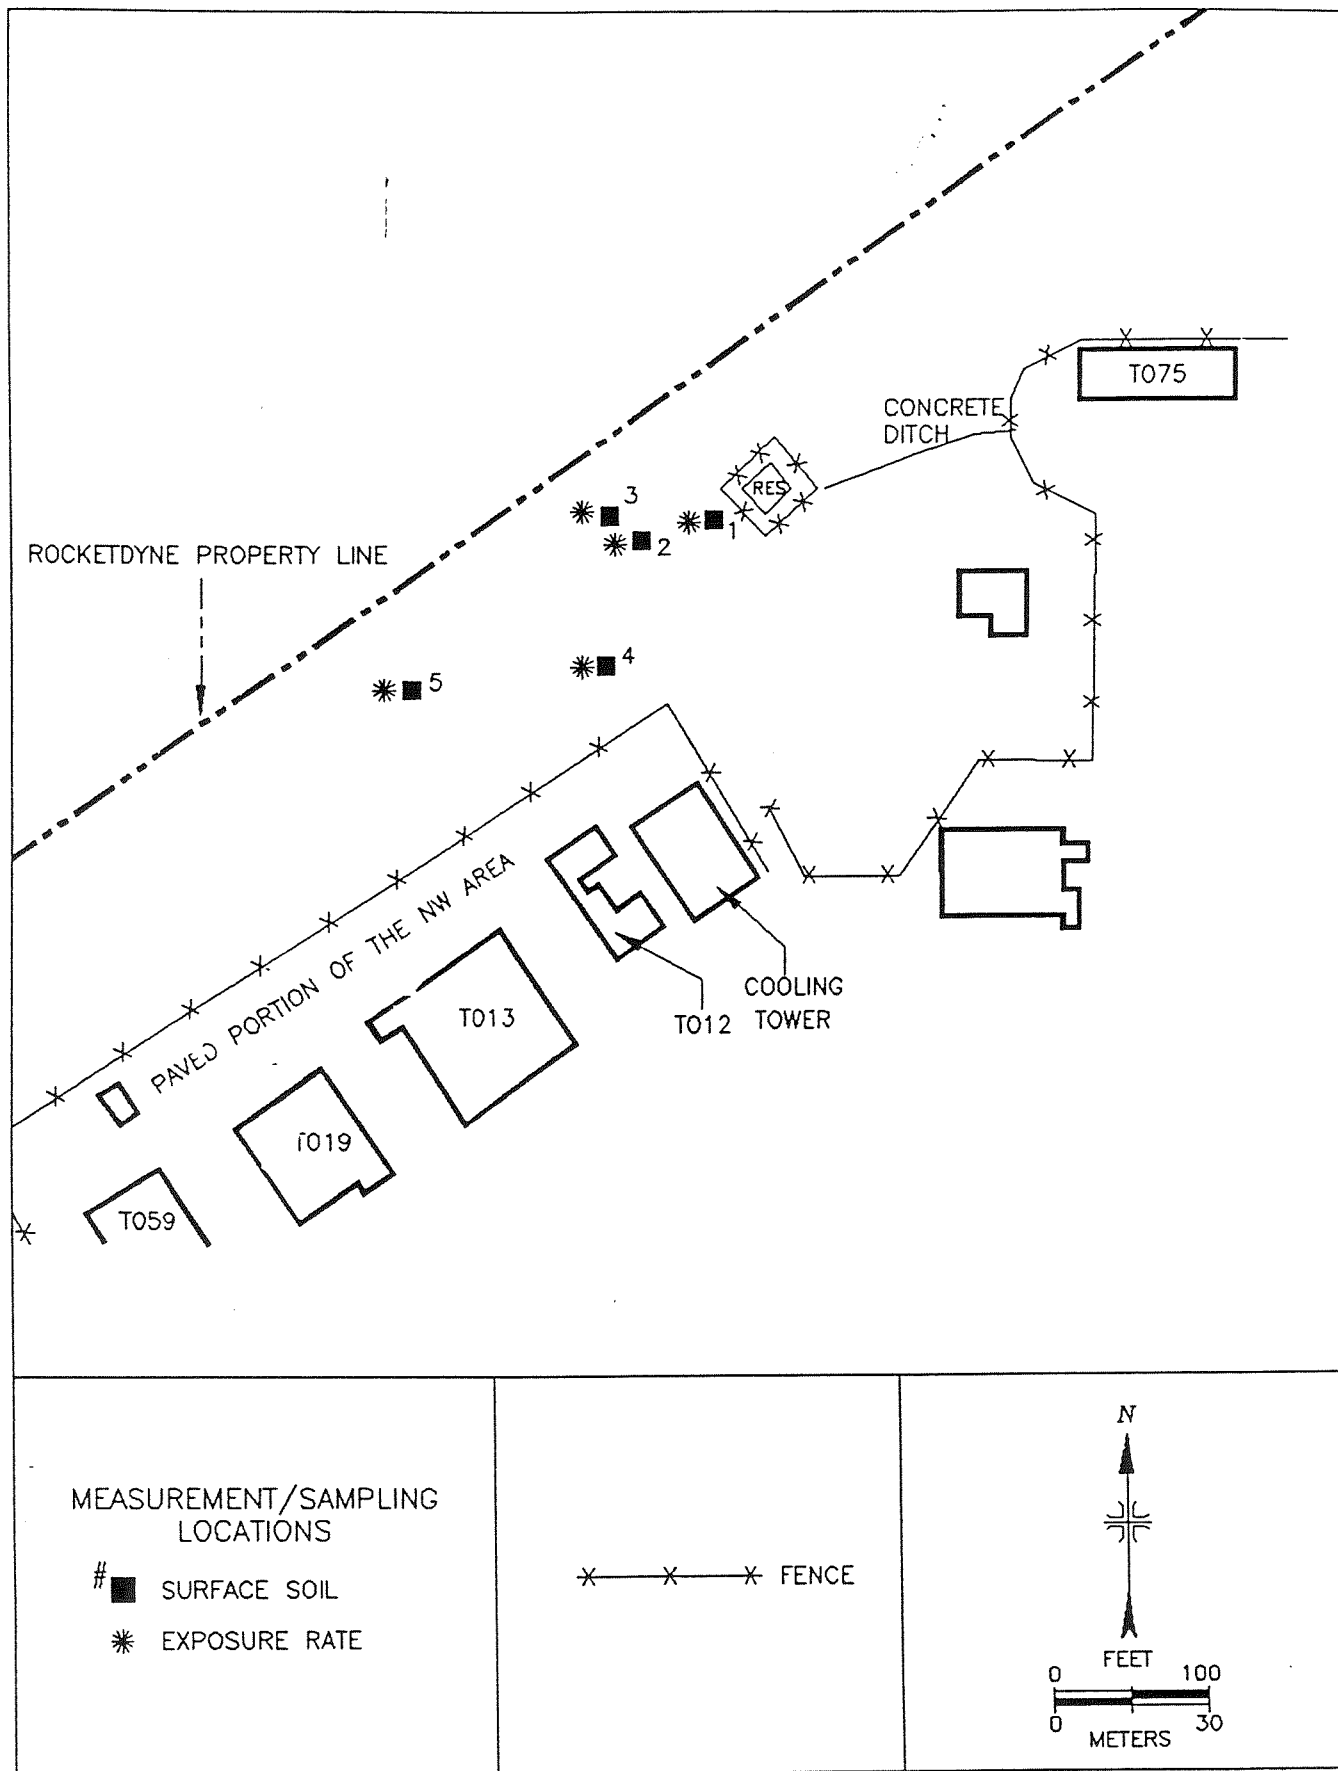 T075
CONCRETE
DITCH
RES
3
1
2
ROCKETDYNE PROPERTY LINE
4
5
PAVED PORTION OF THE NW AREA
COOLING
TOWER
T012
T013
T019
T059
MEASUREMENT/SAMPLING
LOCATIONS
# SURFACE SOIL
EXPOSURE RATE
FENCE
N
FEET
0 100
0 30
METERS